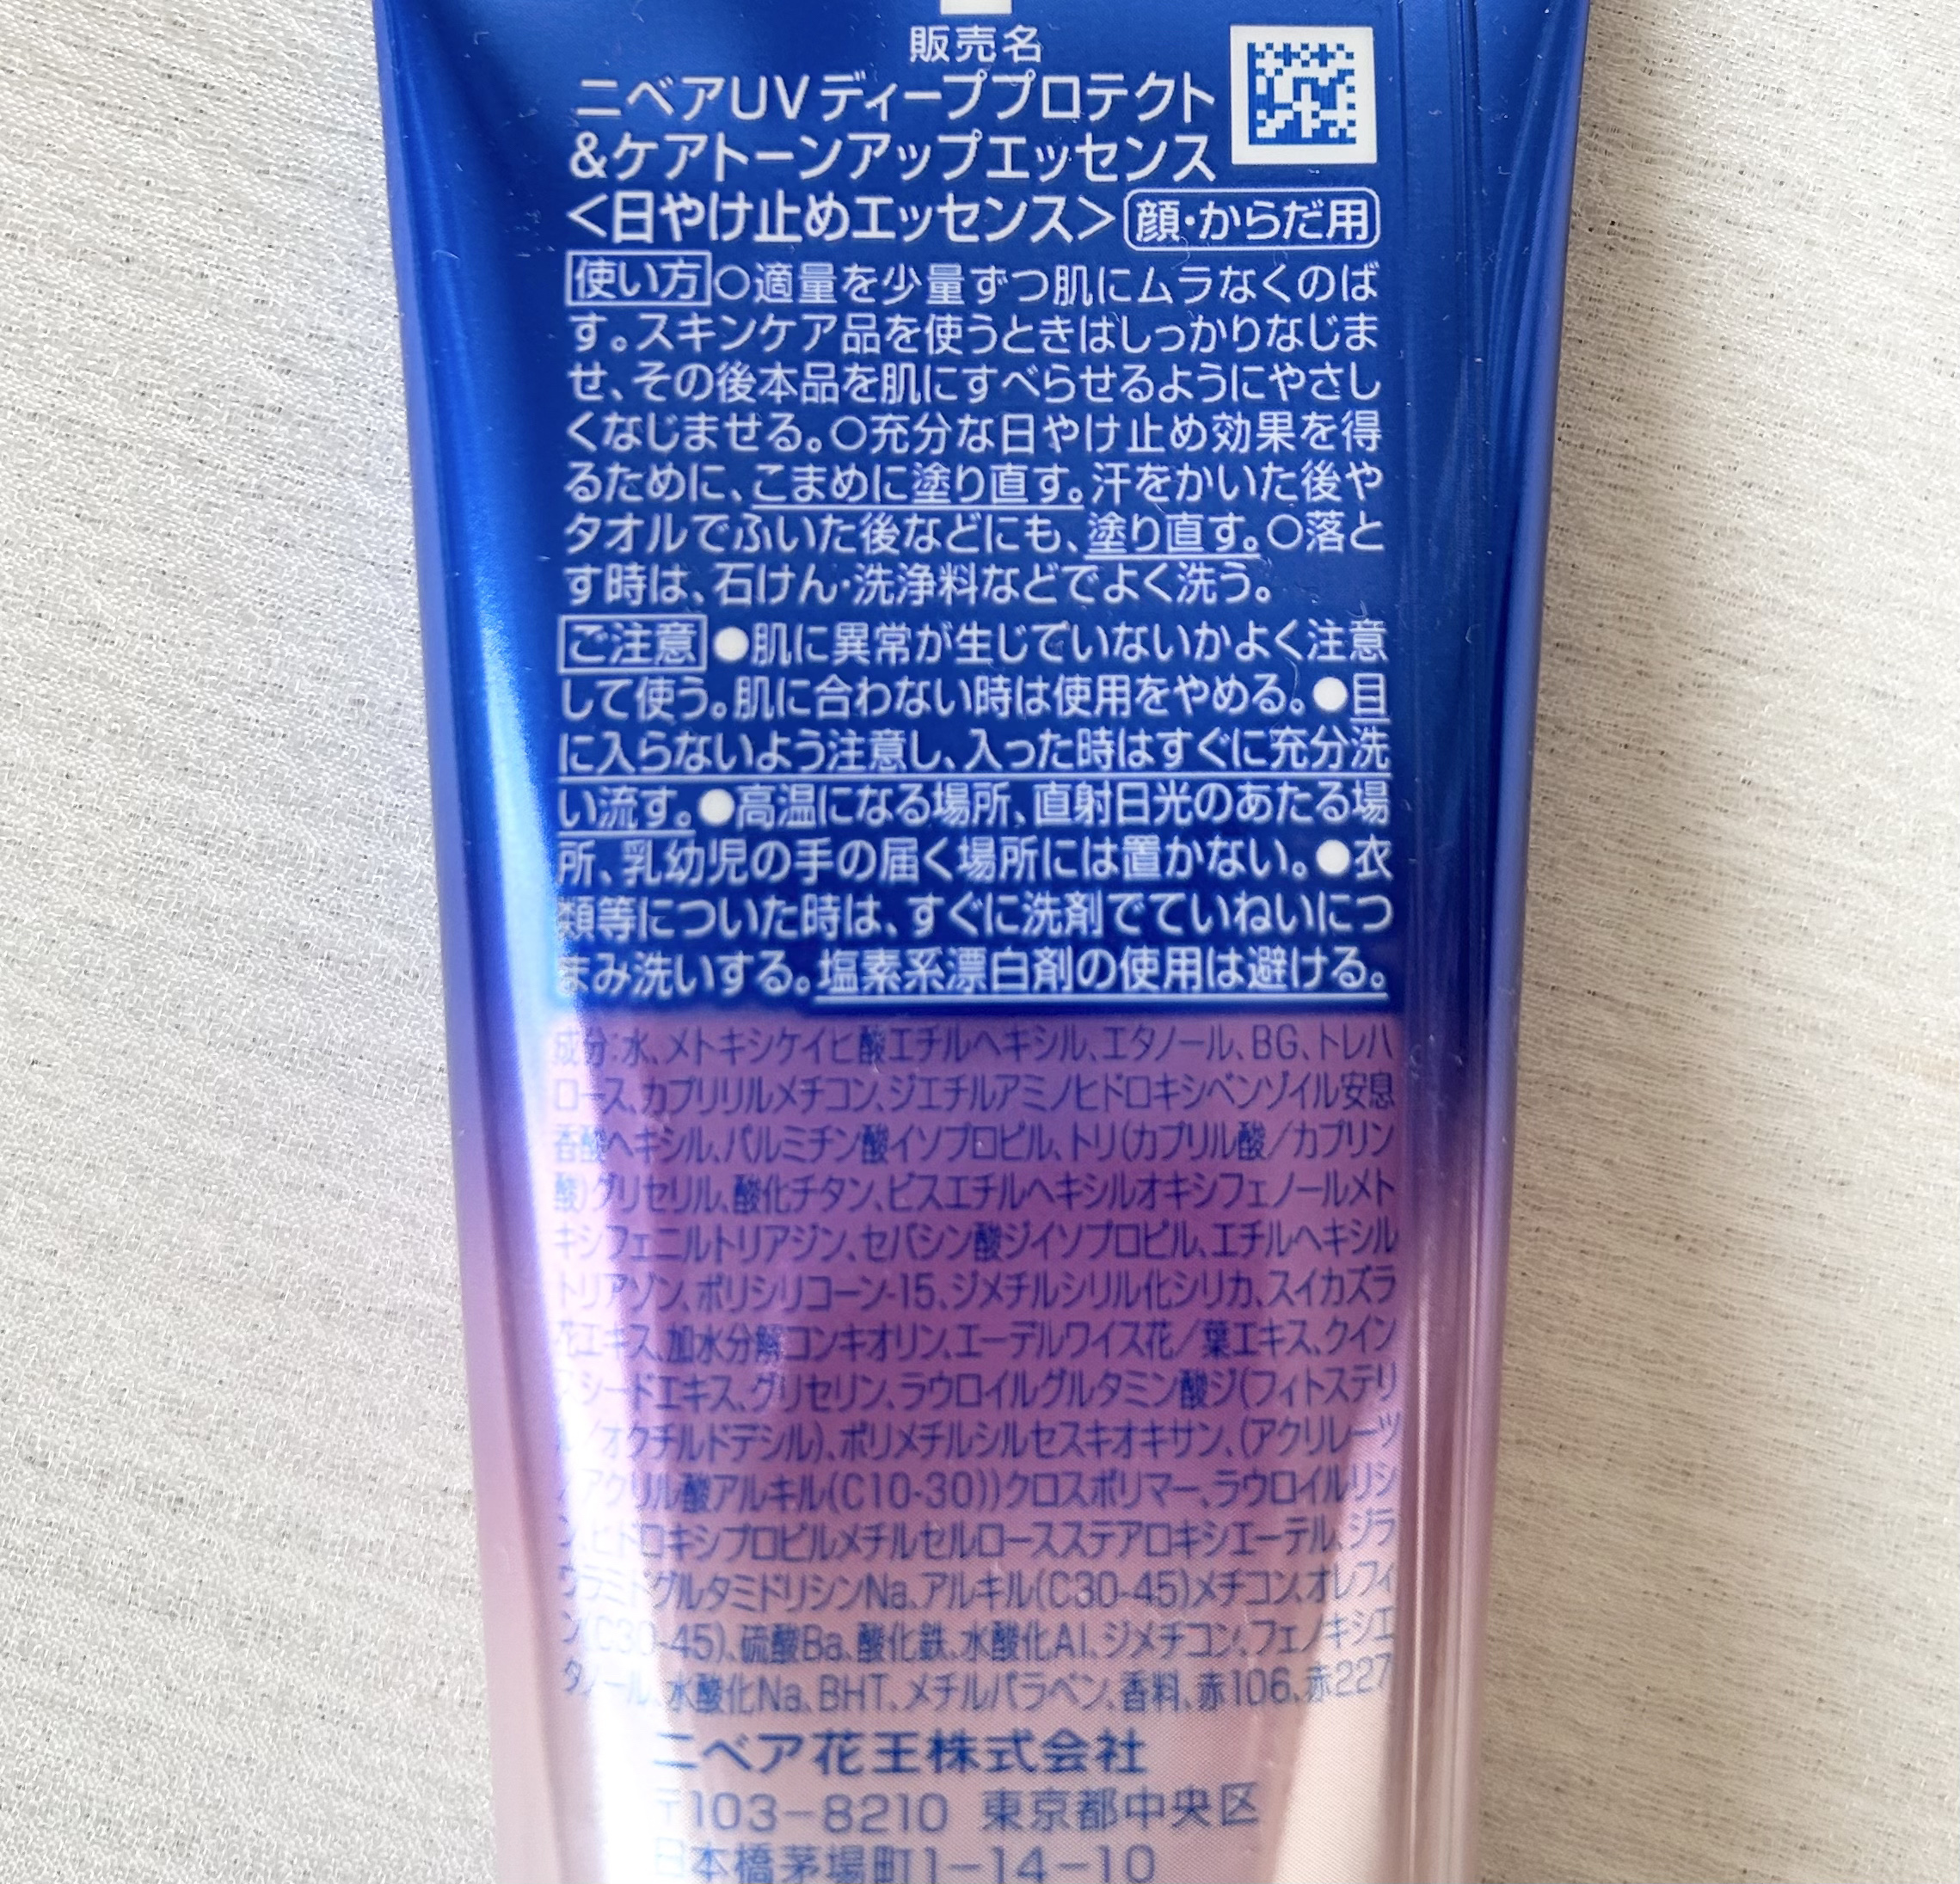 販売名
ニベアUVディーププロテクト
&ケアトーンアップエッセンス
<日やけ止めエッセンス> 顔・からだ用
使い方 ○適量を少量ずつ肌にムラなくのば
す。スキンケア品を使うときはしっかりなじま
せ、その後本品を肌にすべらせるようにやさし
くなじませる。○充分な日やけ止め効果を得
るために、こまめに塗り直す。汗をかいた後や
タオルでふいた後などにも、塗り直す。○落と
す時は、石けん・洗浄料などでよく洗う。
ご注意 ●肌に異常が生じていないかよく注意
して使う。肌に合わない時は使用をやめる。●目
に入らないよう注意し、入った時はすぐに充分洗
い流す。●高温になる場所、直射日光のあたる場
所、乳幼児の手の届く場所には置かない。●衣
類等についた時は、すぐに洗剤でていねいにつ
まみ洗いする。塩素系漂白剤の使用は避ける。
成分：水、メトキシケイヒ酸エチルヘキシル、エタノール、BG、トレハ
ロース、カプリリルメチコン、ジエチルアミノヒドロキシベンゾイル安息
香酸ヘキシル、パルミチン酸イソプロピル、トリ(カプリル酸／カプリン
酸)グリセリル、酸化チタン、ビスエチルヘキシルオキシフェノールメト
キシフェニルトリアジン、セバシン酸ジイソプロピル、エチルヘキシル
トリアゾン、ポリシリコーン-15、ジメチルシリル化シリカ、スイカズラ
花エキス、加水分解コンキオリン、エーデルワイス花／葉エキス、クイン
スシードエキス、グリセリン、ラウロイルグルタミン酸ジ(フィトステリ
ル／オクチルドデシル)、ポリメチルシルセスキオキサン、(アクリレーツ
／アクリル酸アルキル(C10-30))クロスポリマー、ラウロイルリシ
ン、ヒドロキシプロピルメチルセルロースステアロキシエーテル、ジラ
ウラミドグルタミドリシンNa、アルキル(C30-45)メチコン、オレフィ
ン(C30-45)、硫酸Ba、酸化鉄、水酸化Al、ジメチコン、フェノキシエ
タノール、水酸化Na、BHT、メチルパラベン、香料、赤106、赤227
ニベア花王株式会社
〒103-8210 東京都中央区
日本橋茅場町1-14-10